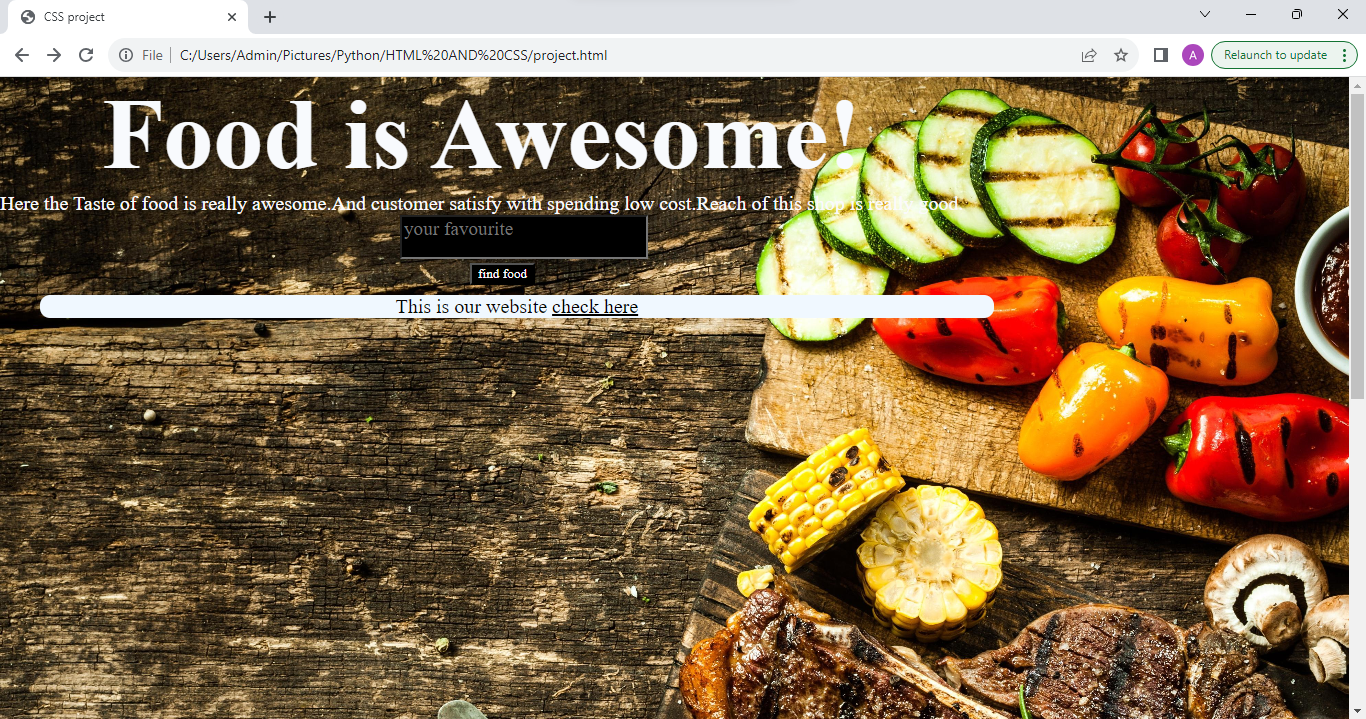 CSS project
File
C:/Users/Admin/Pictures/Python/HTML%20AND%20CSS/project.html
A
Relaunch to update
Food is Awesome!
Here the Taste of food is really awesome.And customer satisfy with spending low cost.Reach of this shop is really good
your favourite
find food
This is our website check here